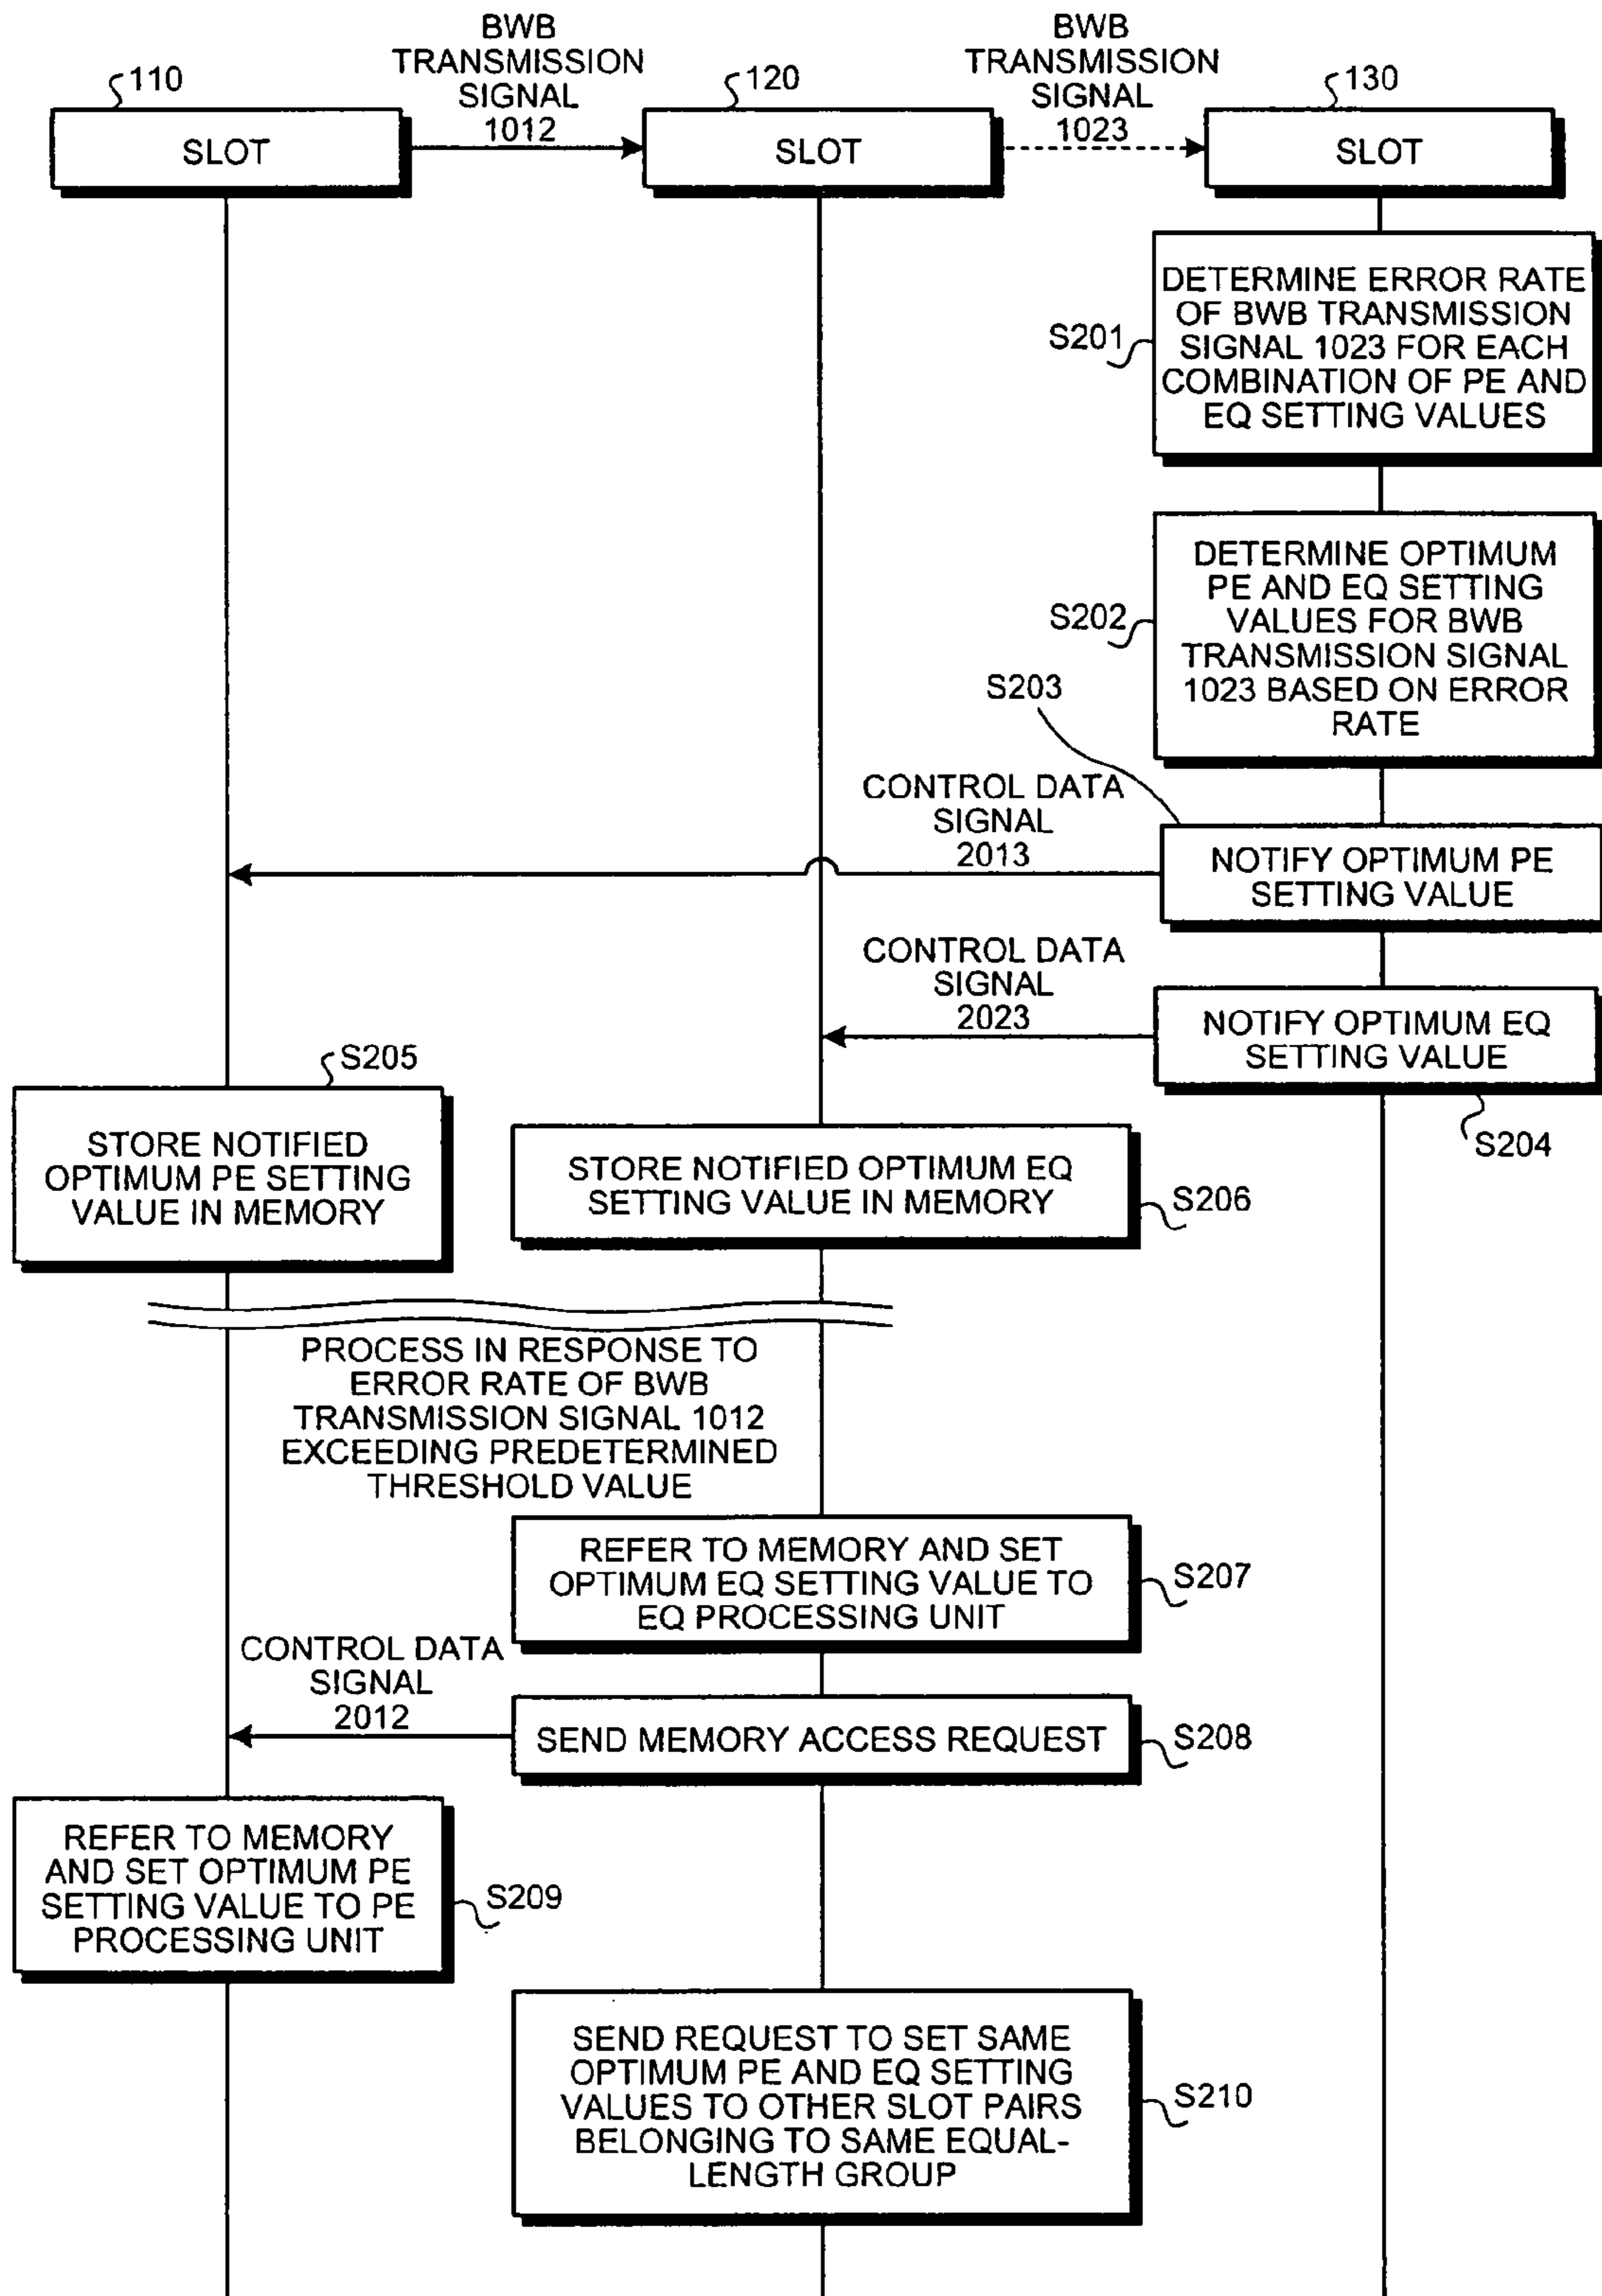 BWB
TRANSMISSION
SIGNAL
1012
BWB
TRANSMISSION
SIGNAL
1023
110
120
130
SLOT
SLOT
SLOT
S201
DETERMINE ERROR RATE
OF BWB TRANSMISSION
SIGNAL 1023 FOR EACH
COMBINATION OF PE AND
EQ SETTING VALUES
S202
DETERMINE OPTIMUM
PE AND EQ SETTING
VALUES FOR BWB
TRANSMISSION SIGNAL
1023 BASED ON ERROR
RATE
S203
CONTROL DATA
SIGNAL
2013
NOTIFY OPTIMUM PE
SETTING VALUE
CONTROL DATA
SIGNAL
2023
NOTIFY OPTIMUM EQ
SETTING VALUE
S204
S205
STORE NOTIFIED
OPTIMUM PE SETTING
VALUE IN MEMORY
STORE NOTIFIED OPTIMUM EQ
SETTING VALUE IN MEMORY
S206
PROCESS IN RESPONSE TO
ERROR RATE OF BWB
TRANSMISSION SIGNAL 1012
EXCEEDING PREDETERMINED
THRESHOLD VALUE
REFER TO MEMORY AND SET
OPTIMUM EQ SETTING VALUE TO
EQ PROCESSING UNIT
S207
CONTROL DATA
SIGNAL
2012
SEND MEMORY ACCESS REQUEST
S208
REFER TO MEMORY
AND SET OPTIMUM PE
SETTING VALUE TO PE
PROCESSING UNIT
S209
SEND REQUEST TO SET SAME
OPTIMUM PE AND EQ SETTING
VALUES TO OTHER SLOT PAIRS
BELONGING TO SAME EQUAL-
LENGTH GROUP
S210